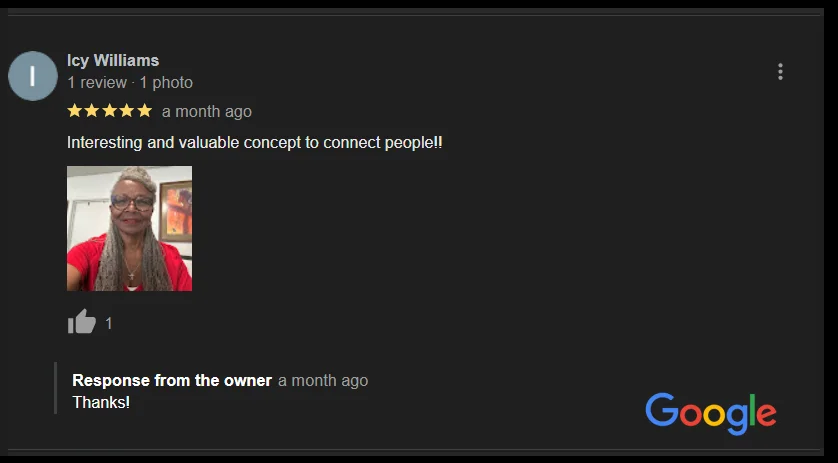 I
Icy Williams
1 review · 1 photo
a month ago
Interesting and valuable concept to connect people!!
1
Response from the owner a month ago
Thanks!
Google